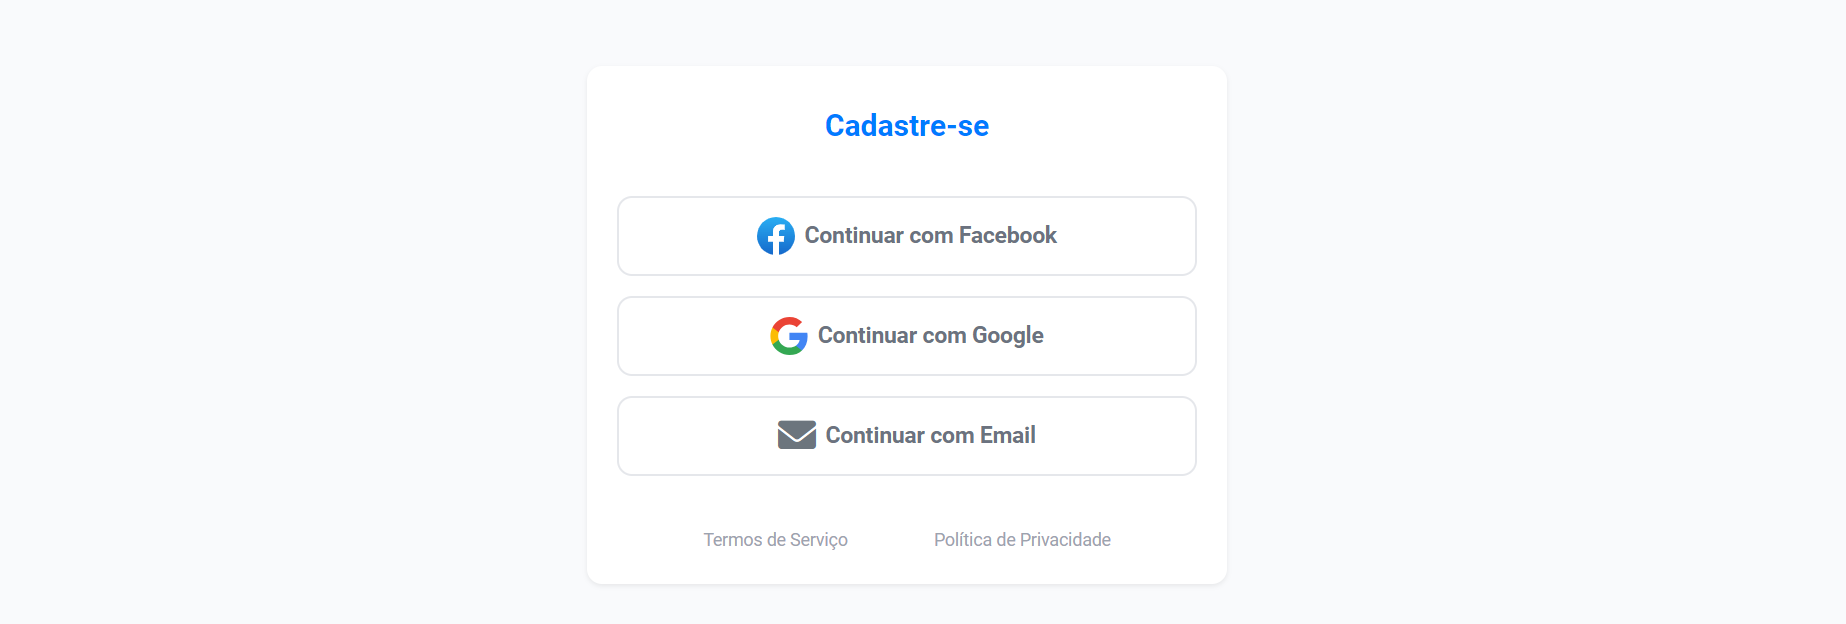 Cadastre-se
Continuar com Facebook
Continuar com Google
Continuar com Email
Termos de Serviço
Política de Privacidade